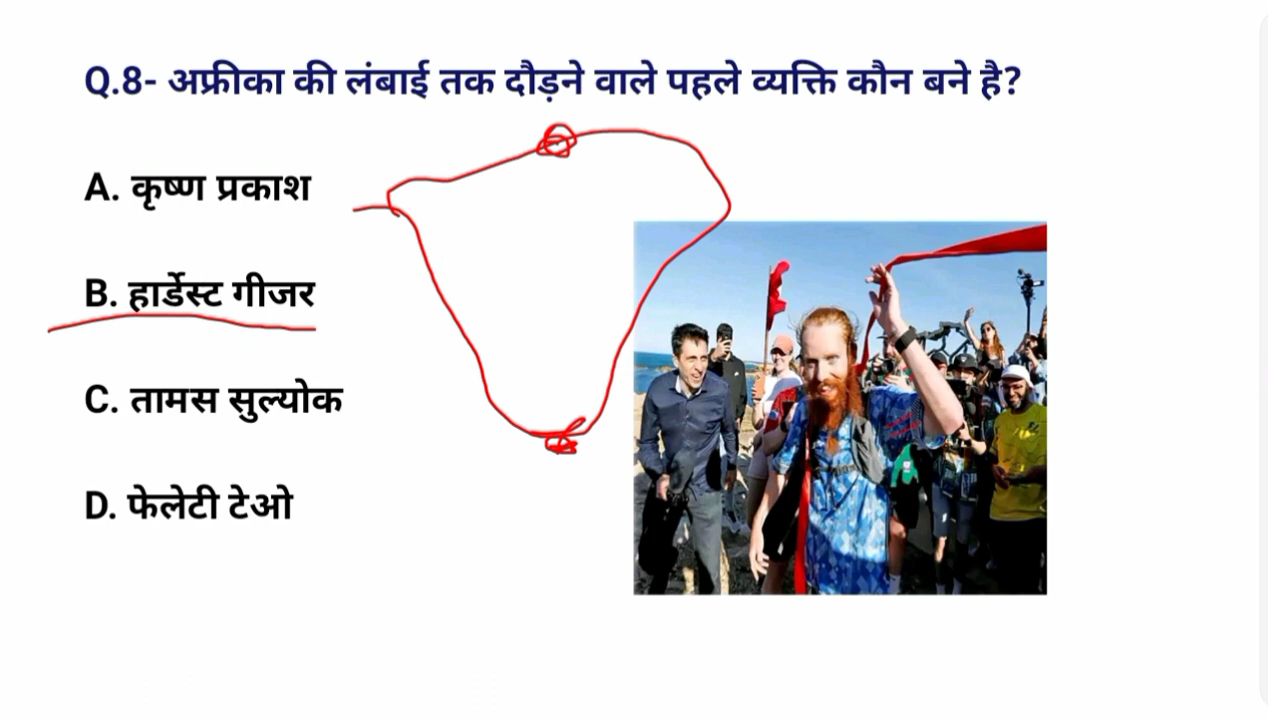 Q.8- अफ्रीका की लंबाई तक दौड़ने वाले पहले व्यक्ति कौन बने है?
A. कृष्ण प्रकाश
B. हार्डेस्ट गीजर
C. तामस सुल्योक
D. फेलेटी टेओ